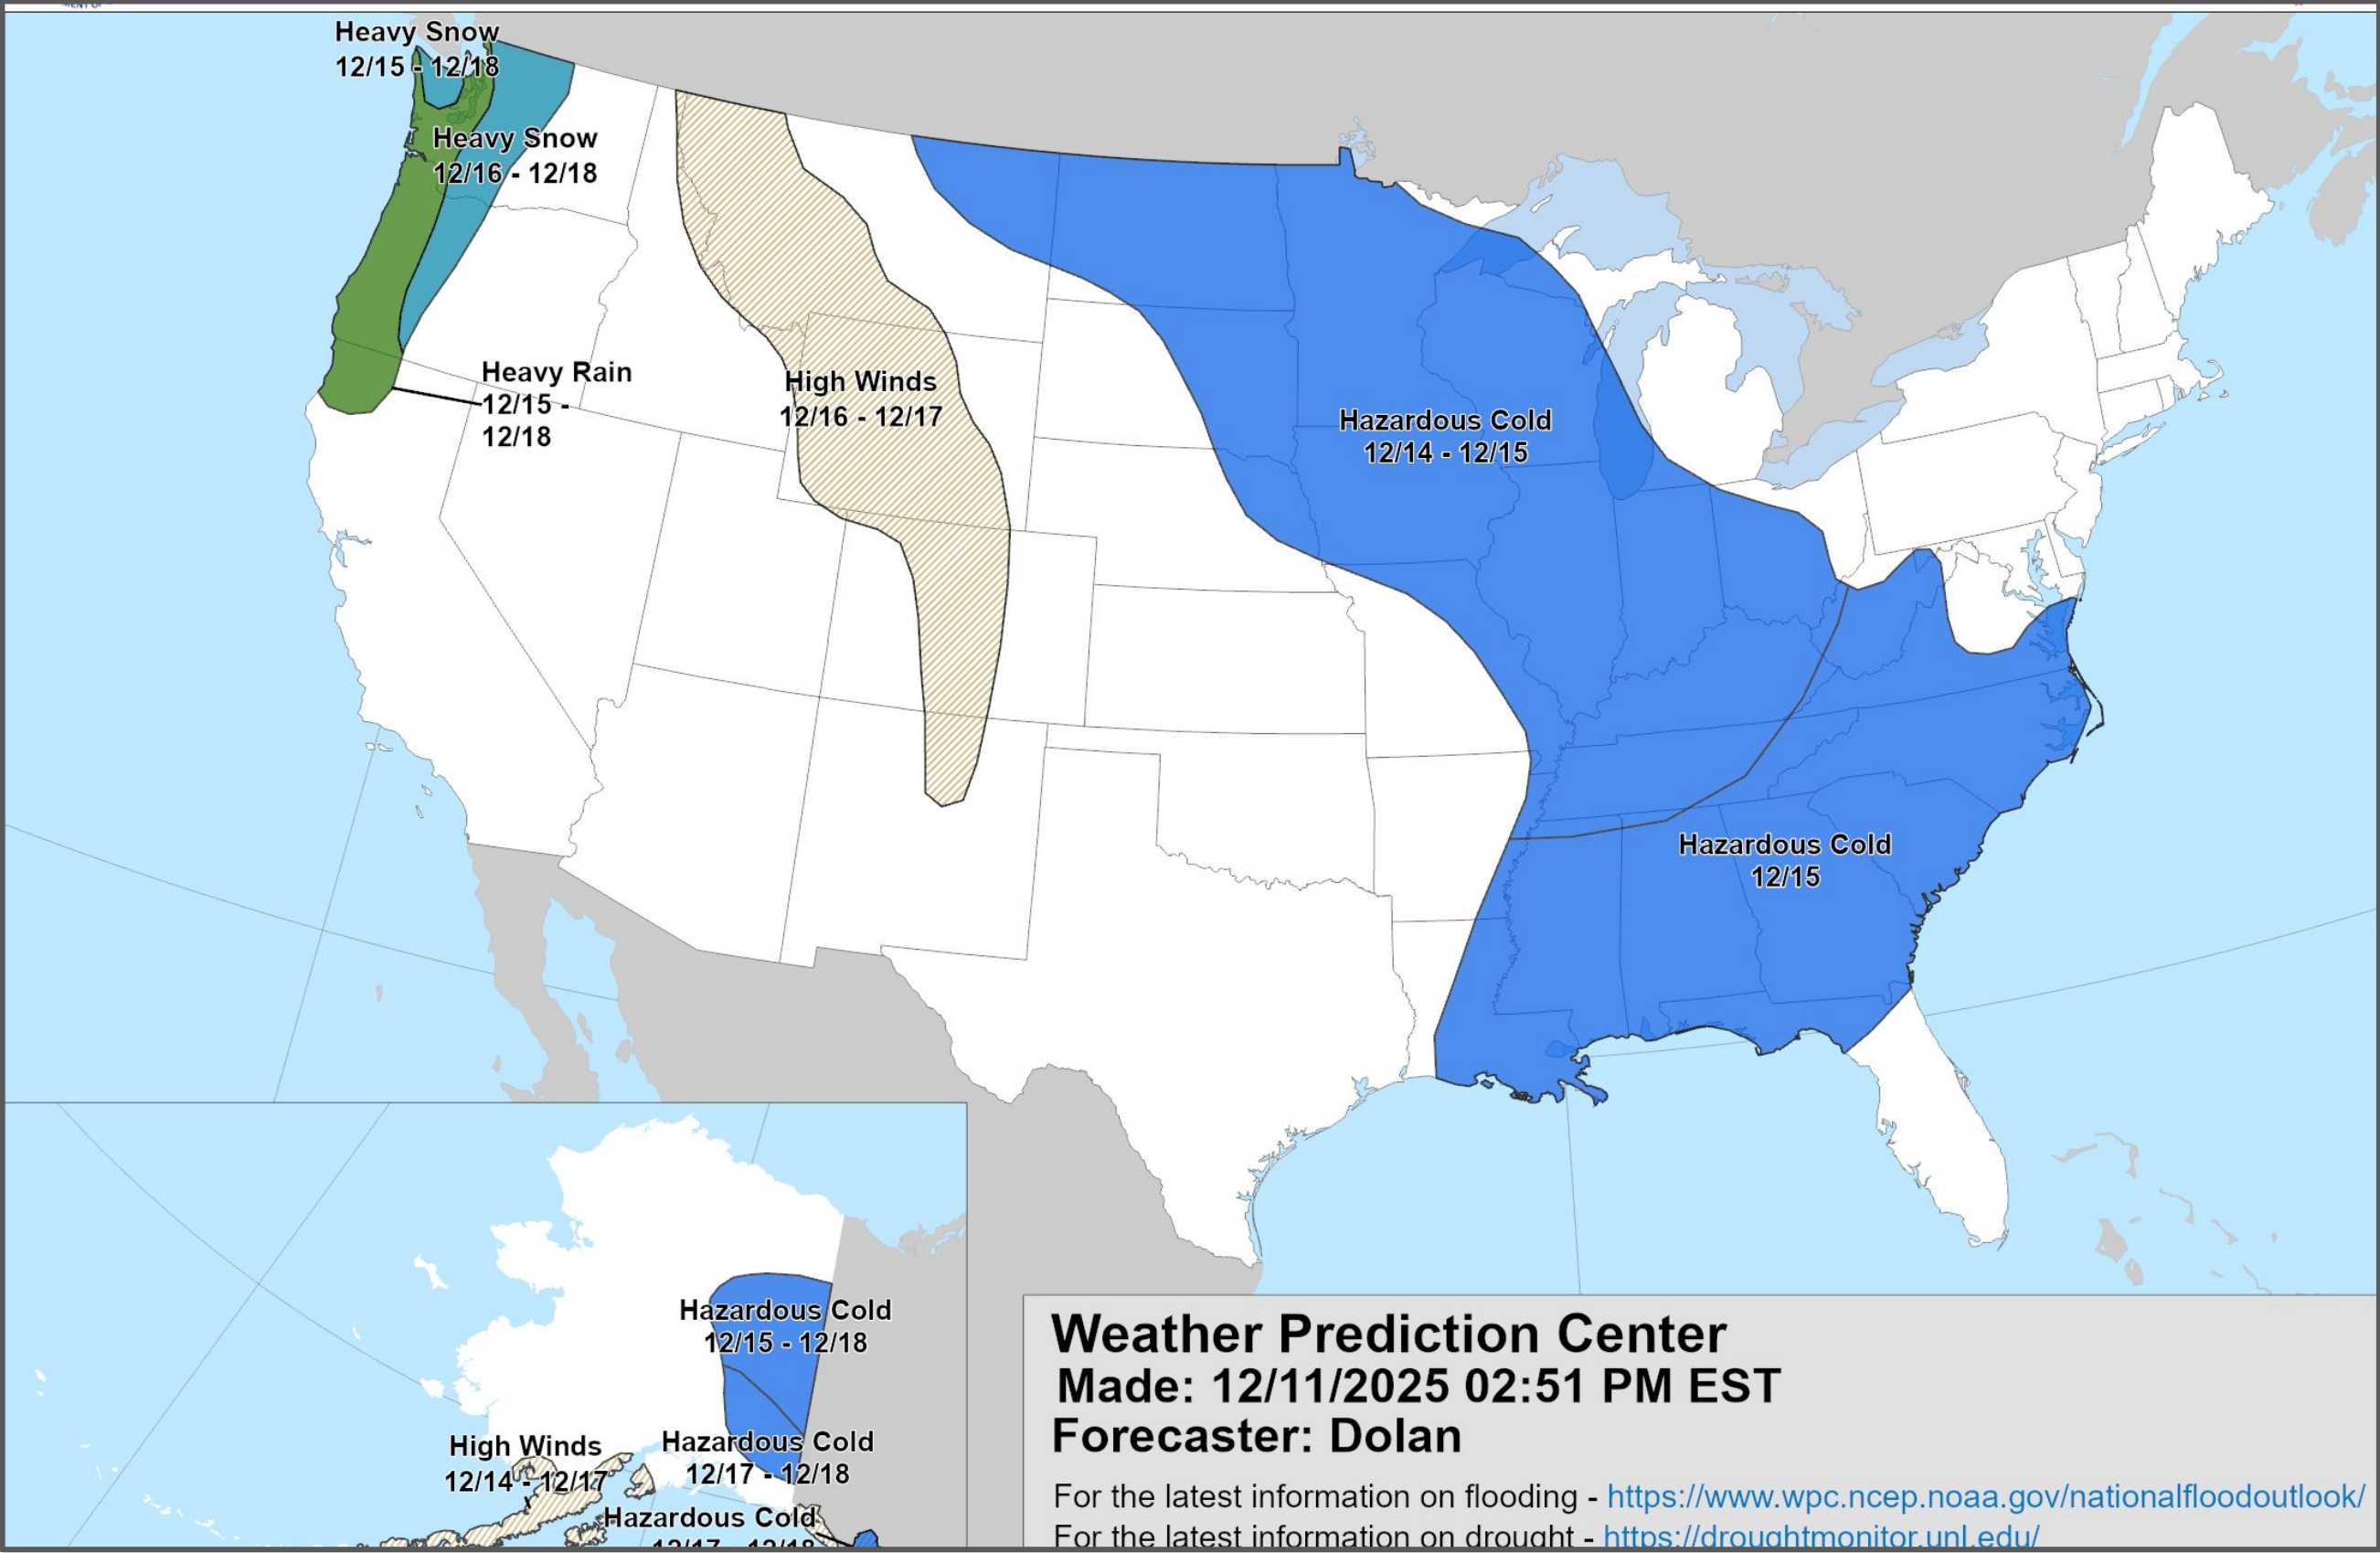 Heavy Snow
12/15 - 12/18
Heavy Snow
12/16 - 12/18
Heavy Rain
12/15 -
12/18
High Winds
12/16 - 12/17
Hazardous Cold
12/14 - 12/15
Hazardous Cold
12/15
Hazardous Cold
12/15 - 12/18
High Winds
12/14 - 12/17
Hazardous Cold
12/17 - 12/18
Hazardous Cold
12/17 - 12/18
Weather Prediction Center
Made: 12/11/2025 02:51 PM EST
Forecaster: Dolan
For the latest information on flooding - https://www.wpc.ncep.noaa.gov/nationalfloodoutlook/
For the latest information on drought - https://droughtmonitor.unl.edu/